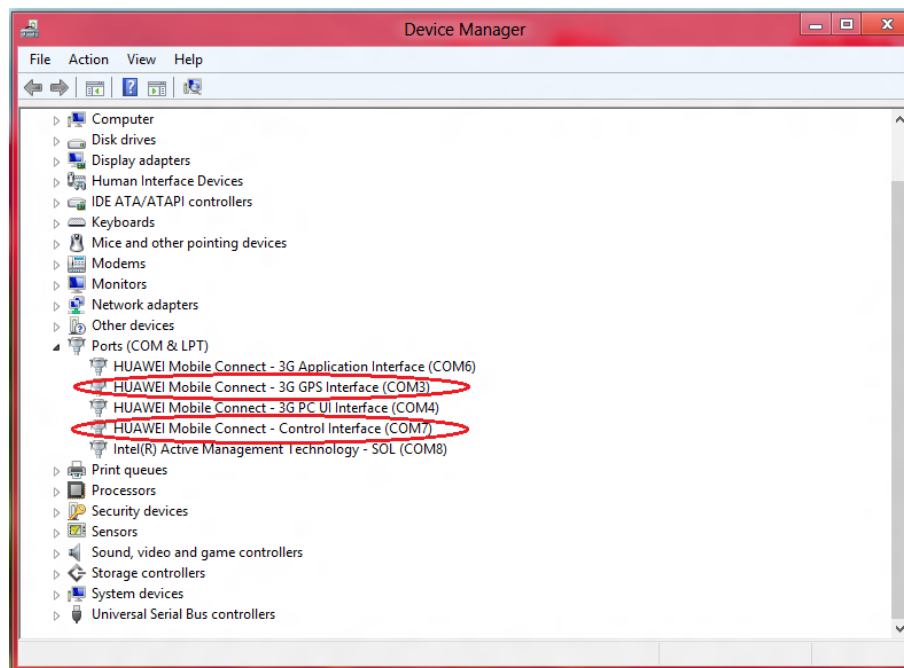 Device Manager
File Action View Help
Computer
Disk drives
Display adapters
Human Interface Devices
IDE ATA/ATAPI controllers
Keyboards
Mice and other pointing devices
Modems
Monitors
Network adapters
Other devices
Ports (COM & LPT)
HUAWEI Mobile Connect - 3G Application Interface (COM6)
HUAWEI Mobile Connect - 3G GPS Interface (COM3)
HUAWEI Mobile Connect - 3G PC UI Interface (COM4)
HUAWEI Mobile Connect - Control Interface (COM7)
Intel(R) Active Management Technology - SOL (COM8)
Print queues
Processors
Security devices
Sensors
Sound, video and game controllers
Storage controllers
System devices
Universal Serial Bus controllers